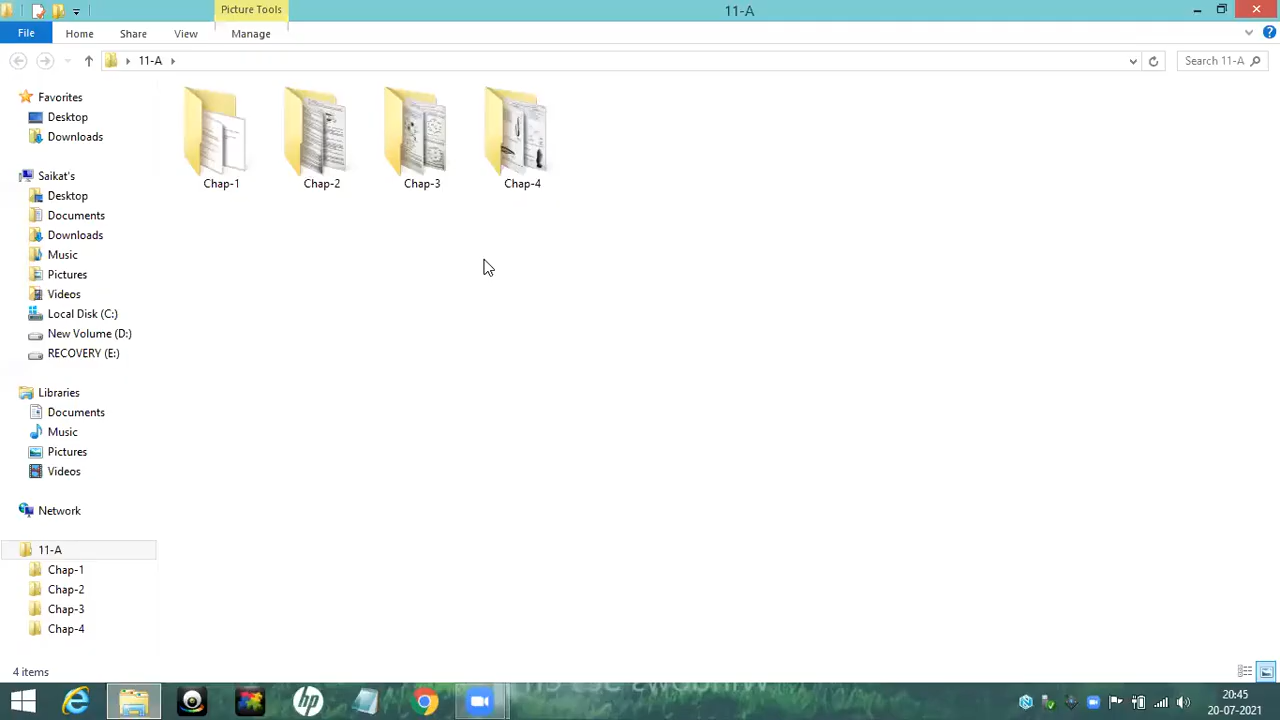 Picture Tools
11-A
File
Home
Share
View
Manage
11-A
Search 11-A
Favorites
Desktop
Downloads
Saikat's
Desktop
Documents
Downloads
Music
Pictures
Videos
Local Disk (C:)
New Volume (D:)
RECOVERY (E:)
Libraries
Documents
Music
Pictures
Videos
Network
11-A
Chap-1
Chap-2
Chap-3
Chap-4
Chap-1
Chap-2
Chap-3
Chap-4
4 items
hp
20:45
20-07-2021